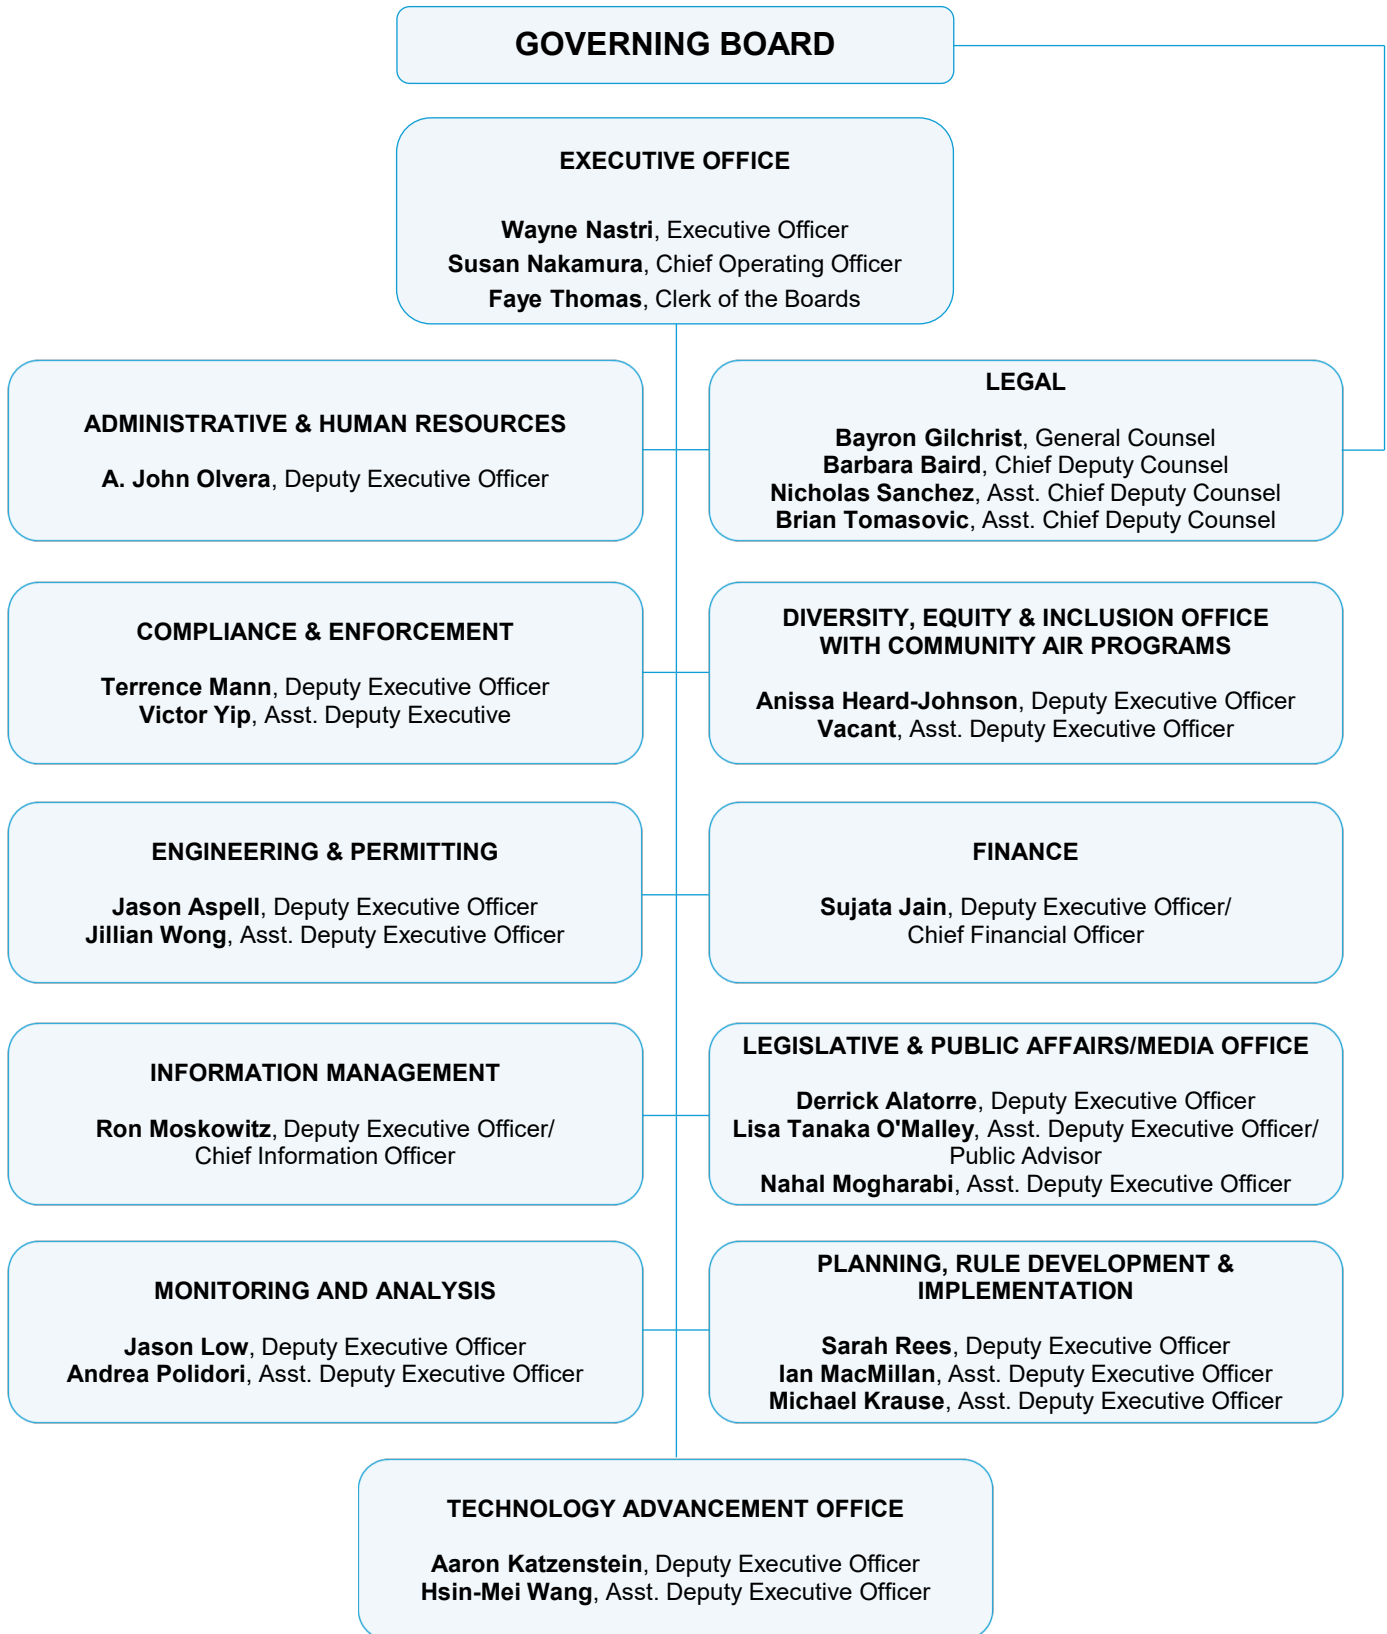 GOVERNING BOARD
EXECUTIVE OFFICE
Wayne Nastri, Executive Officer
Susan Nakamura, Chief Operating Officer
Faye Thomas, Clerk of the Boards
ADMINISTRATIVE & HUMAN RESOURCES
A. John Olvera, Deputy Executive Officer
LEGAL
Bayron Gilchrist, General Counsel
Barbara Baird, Chief Deputy Counsel
Nicholas Sanchez, Asst. Chief Deputy Counsel
Brian Tomasovic, Asst. Chief Deputy Counsel
COMPLIANCE & ENFORCEMENT
Terrence Mann, Deputy Executive Officer
Victor Yip, Asst. Deputy Executive
DIVERSITY, EQUITY & INCLUSION OFFICE
WITH COMMUNITY AIR PROGRAMS
Anissa Heard-Johnson, Deputy Executive Officer
Vacant, Asst. Deputy Executive Officer
ENGINEERING & PERMITTING
Jason Aspell, Deputy Executive Officer
Jillian Wong, Asst. Deputy Executive Officer
FINANCE
Sujata Jain, Deputy Executive Officer/
Chief Financial Officer
INFORMATION MANAGEMENT
Ron Moskowitz, Deputy Executive Officer/
Chief Information Officer
LEGISLATIVE & PUBLIC AFFAIRS/MEDIA OFFICE
Derrick Alatorre, Deputy Executive Officer
Lisa Tanaka O'Malley, Asst. Deputy Executive Officer/
Public Advisor
Nahal Mogharabi, Asst. Deputy Executive Officer
MONITORING AND ANALYSIS
Jason Low, Deputy Executive Officer
Andrea Polidori, Asst. Deputy Executive Officer
PLANNING, RULE DEVELOPMENT &
IMPLEMENTATION
Sarah Rees, Deputy Executive Officer
Ian MacMillan, Asst. Deputy Executive Officer
Michael Krause, Asst. Deputy Executive Officer
TECHNOLOGY ADVANCEMENT OFFICE
Aaron Katzenstein, Deputy Executive Officer
Hsin-Mei Wang, Asst. Deputy Executive Officer